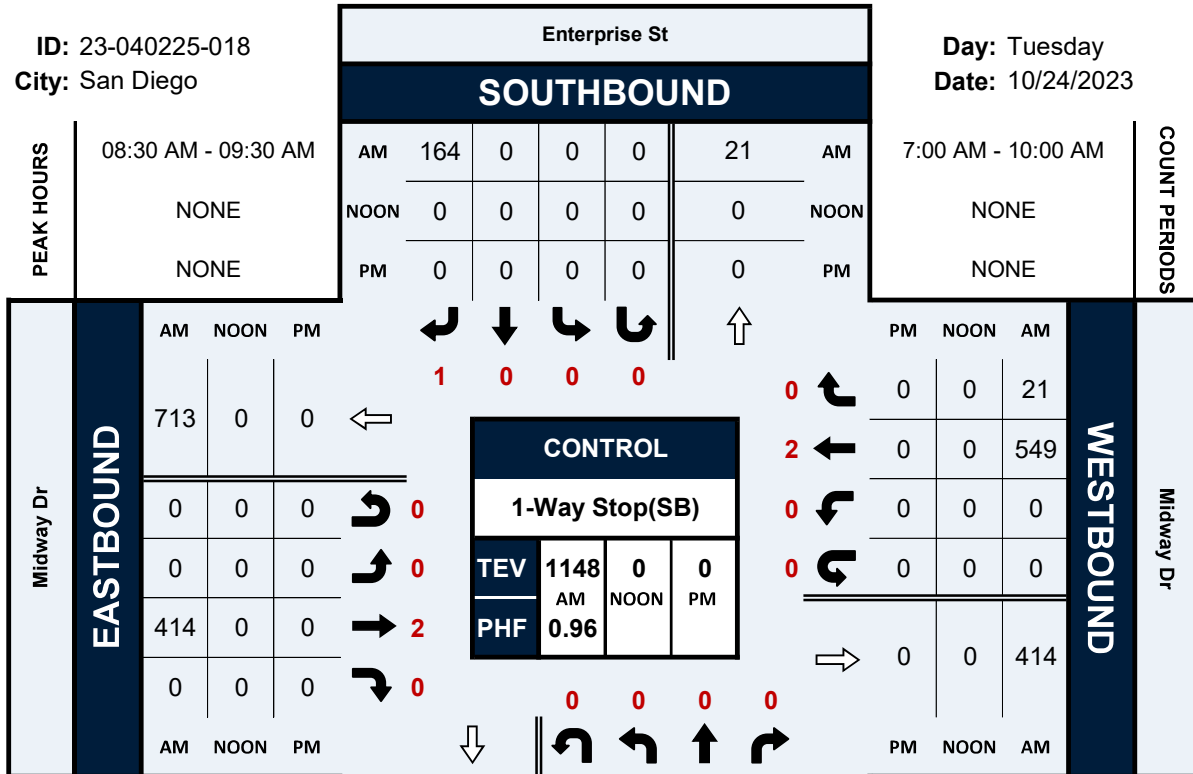 ID: 23-040225-018
City: San Diego
Enterprise St
SOUTHBOUND
Day: Tuesday
Date: 10/24/2023
PEAK HOURS
08:30 AM - 09:30 AM
NONE
NONE
AM 164 0 0 0 21 AM
NOON 0 0 0 0 0 NOON
PM 0 0 0 0 0 PM
7:00 AM - 10:00 AM
NONE
NONE
COUNT PERIODS
1 0 0 0
Midway Dr
EASTBOUND
AM NOON PM
713 0 0
0 0 0 0
0 0 0 0
414 0 0 2
0 0 0 0
AM NOON PM
CONTROL
1-Way Stop(SB)
TEV 1148 0 0
AM NOON PM
PHF 0.96
PM NOON AM
0 0 0 21
2 0 0 549
0 0 0 0
0 0 0 0
0 0 414
PM NOON AM
WESTBOUND
Midway Dr
0 0 0 0